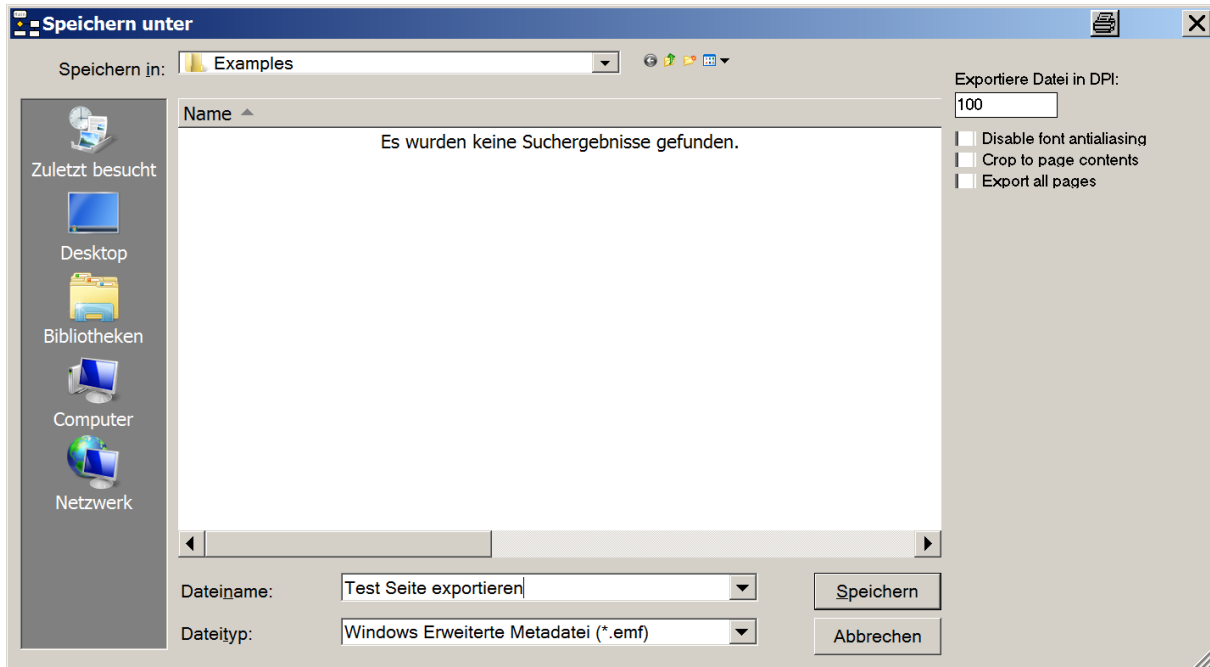 Speichern unter
Speichern in:
Examples
Exportiere Datei in DPI:
100
Disable font antialiasing
Crop to page contents
Export all pages
Name
Es wurden keine Suchergebnisse gefunden.
Zuletzt besucht
Desktop
Bibliotheken
Computer
Netzwerk
Dateiname:
Test Seite exportieren
Speichern
Dateityp:
Windows Erweiterte Metadatei (*.emf)
Abbrechen